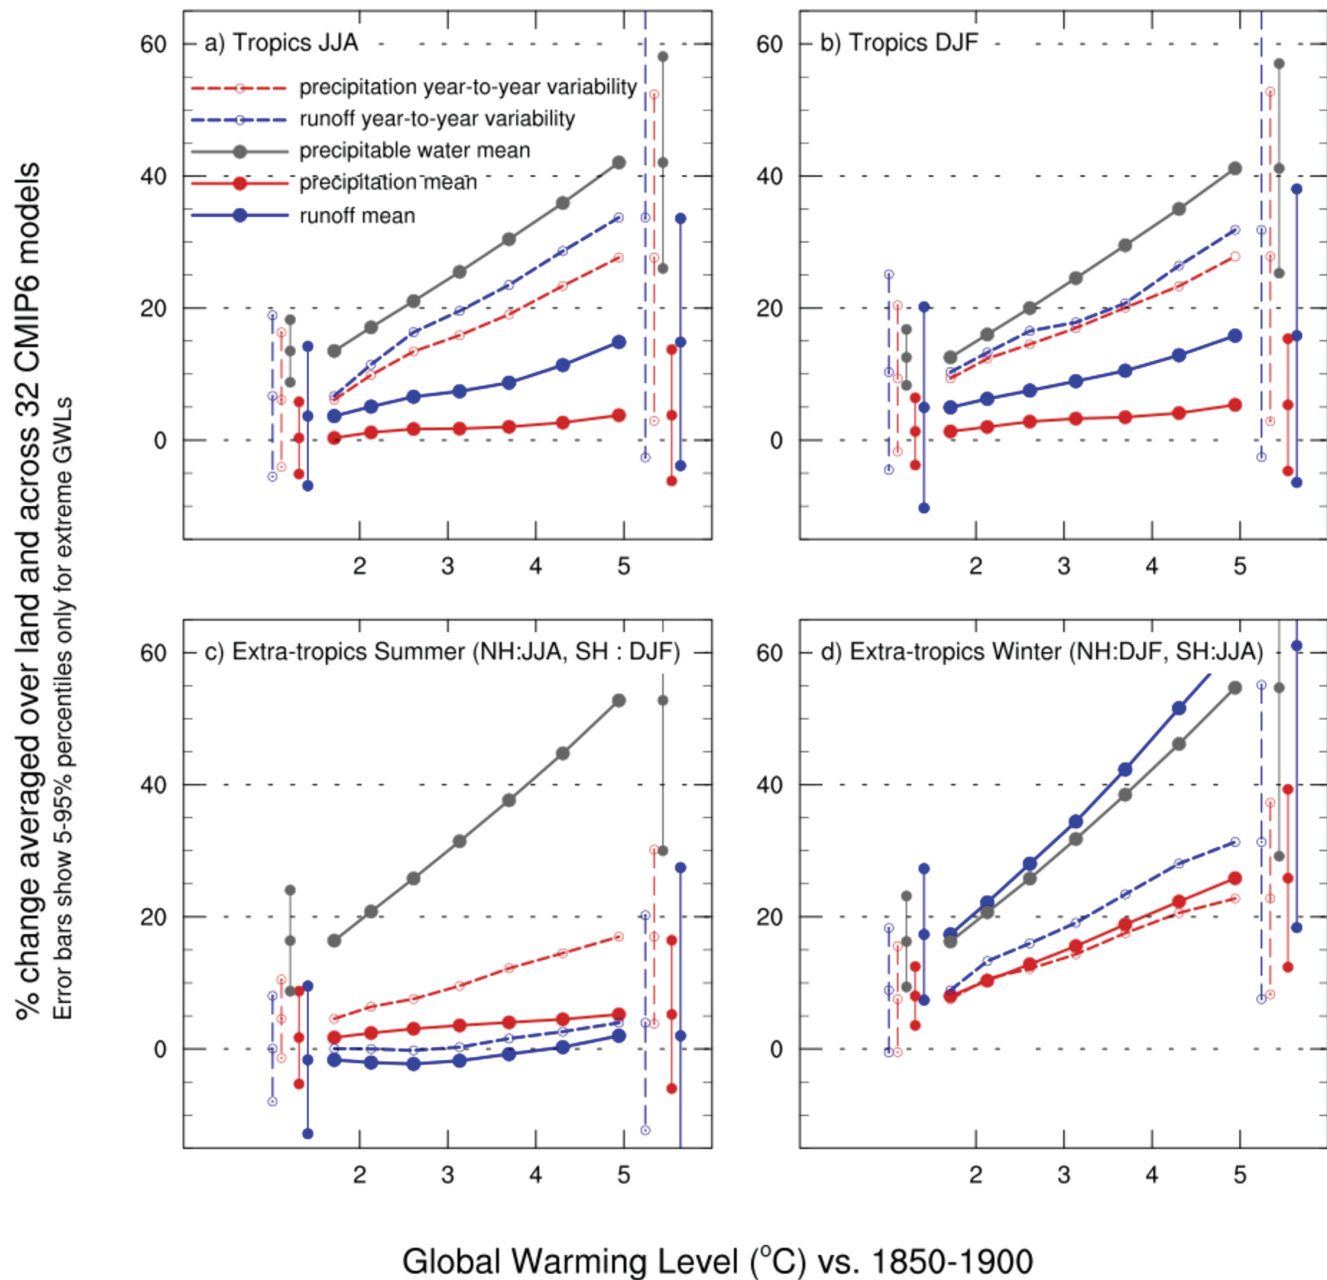 % change averaged over land and across 32 CMIP6 models
Error bars show 5-95% percentiles only for extreme GWLs
a) Tropics JJA
precipitation year-to-year variability
runoff year-to-year variability
precipitable water mean
precipitation mean
runoff mean
60
40
20
0
2 3 4 5
b) Tropics DJF
60
40
20
0
2 3 4 5
c) Extra-tropics Summer (NH:JJA, SH : DJF)
60
40
20
0
2 3 4 5
d) Extra-tropics Winter (NH:DJF, SH:JJA)
60
40
20
0
2 3 4 5
Global Warming Level (°C) vs. 1850-1900